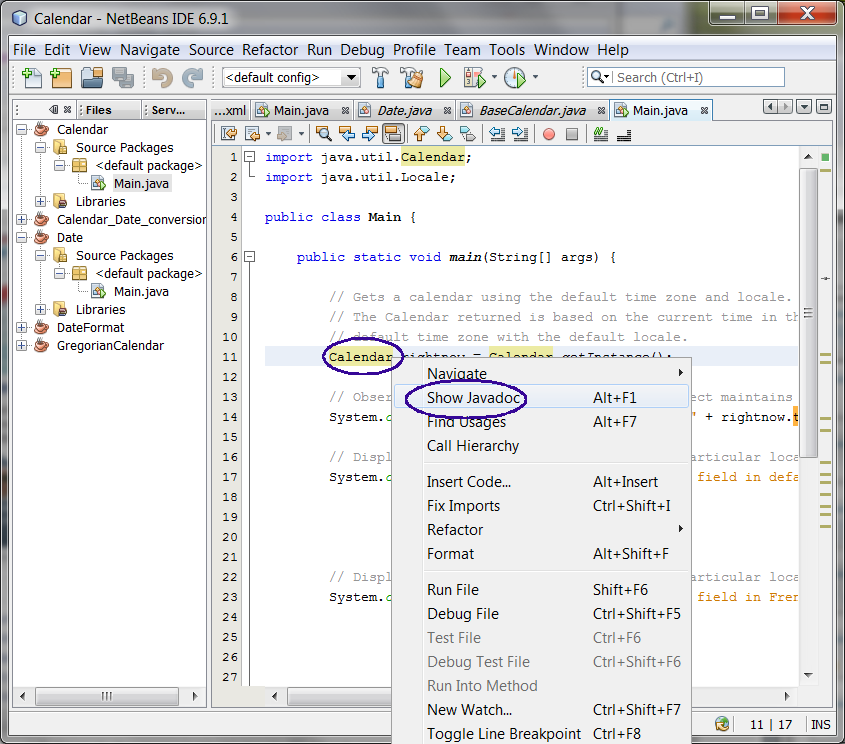 Calendar - NetBeans IDE 6.9.1
File Edit View Navigate Source Refactor Run Debug Profile Team Tools Window Help
<default config>
Search (Ctrl+I)
Files
Serv...
...xml
Main.java
Date.java
BaseCalendar.java
Main.java
Calendar
Source Packages
<default package>
Main.java
Libraries
Calendar_Date_conversion
Date
Source Packages
<default package>
Main.java
Libraries
DateFormat
GregorianCalendar
1 import java.util.Calendar;
2 import java.util.Locale;
3
4 public class Main {
5
6 public static void main(String[] args) {
7
8 // Gets a calendar using the default time zone and locale.
9 // The Calendar returned is based on the current time in th
10 // default time zone with the default locale.
11 Calendar rightnow = Calendar.getInstance();
12
13 // Obser ect maintains
14 System. " + rightnow.t
15
16 // Displ articular loca
17 System. field in defa
18
19
20
21
22 // Displ articular loca
23 System. field in Fren
24
25
26
27
Navigate
Show Javadoc Alt+F1
Find Usages Alt+F7
Call Hierarchy
Insert Code... Alt+Insert
Fix Imports Ctrl+Shift+I
Refactor
Format Alt+Shift+F
Run File Shift+F6
Debug File Ctrl+Shift+F5
Test File Ctrl+F6
Debug Test File Ctrl+Shift+F6
Run Into Method
New Watch... Ctrl+Shift+F7
Toggle Line Breakpoint Ctrl+F8
11 | 17 INS